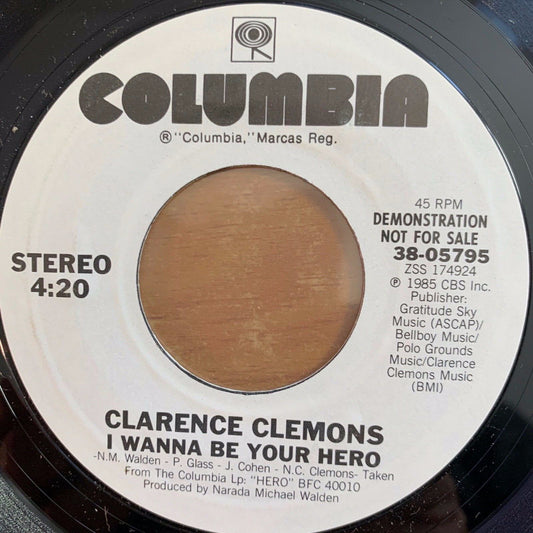 COLUMBIA
®"Columbia," Marcas Reg.
45 RPM
DEMONSTRATION
NOT FOR SALE
38-05795
ZSS 174924
℗ 1985 CBS Inc.
Publisher:
Gratitude Sky
Music (ASCAP)/
Bellboy Music/
Polo Grounds
Music/Clarence
Clemons Music
(BMI)
STEREO
4:20
CLARENCE CLEMONS
I WANNA BE YOUR HERO
-N.M. Walden - P. Glass - J. Cohen - N.C. Clemons- Taken
From The Columbia Lp: "HERO" BFC 40010
Produced by Narada Michael Walden